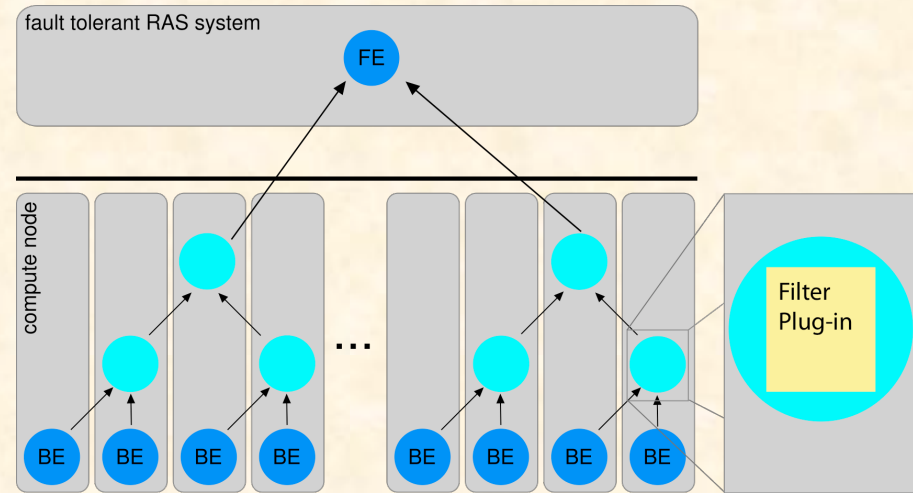 fault tolerant RAS system
FE
compute node
...
Filter
Plug-in
BE BE BE BE BE BE BE BE